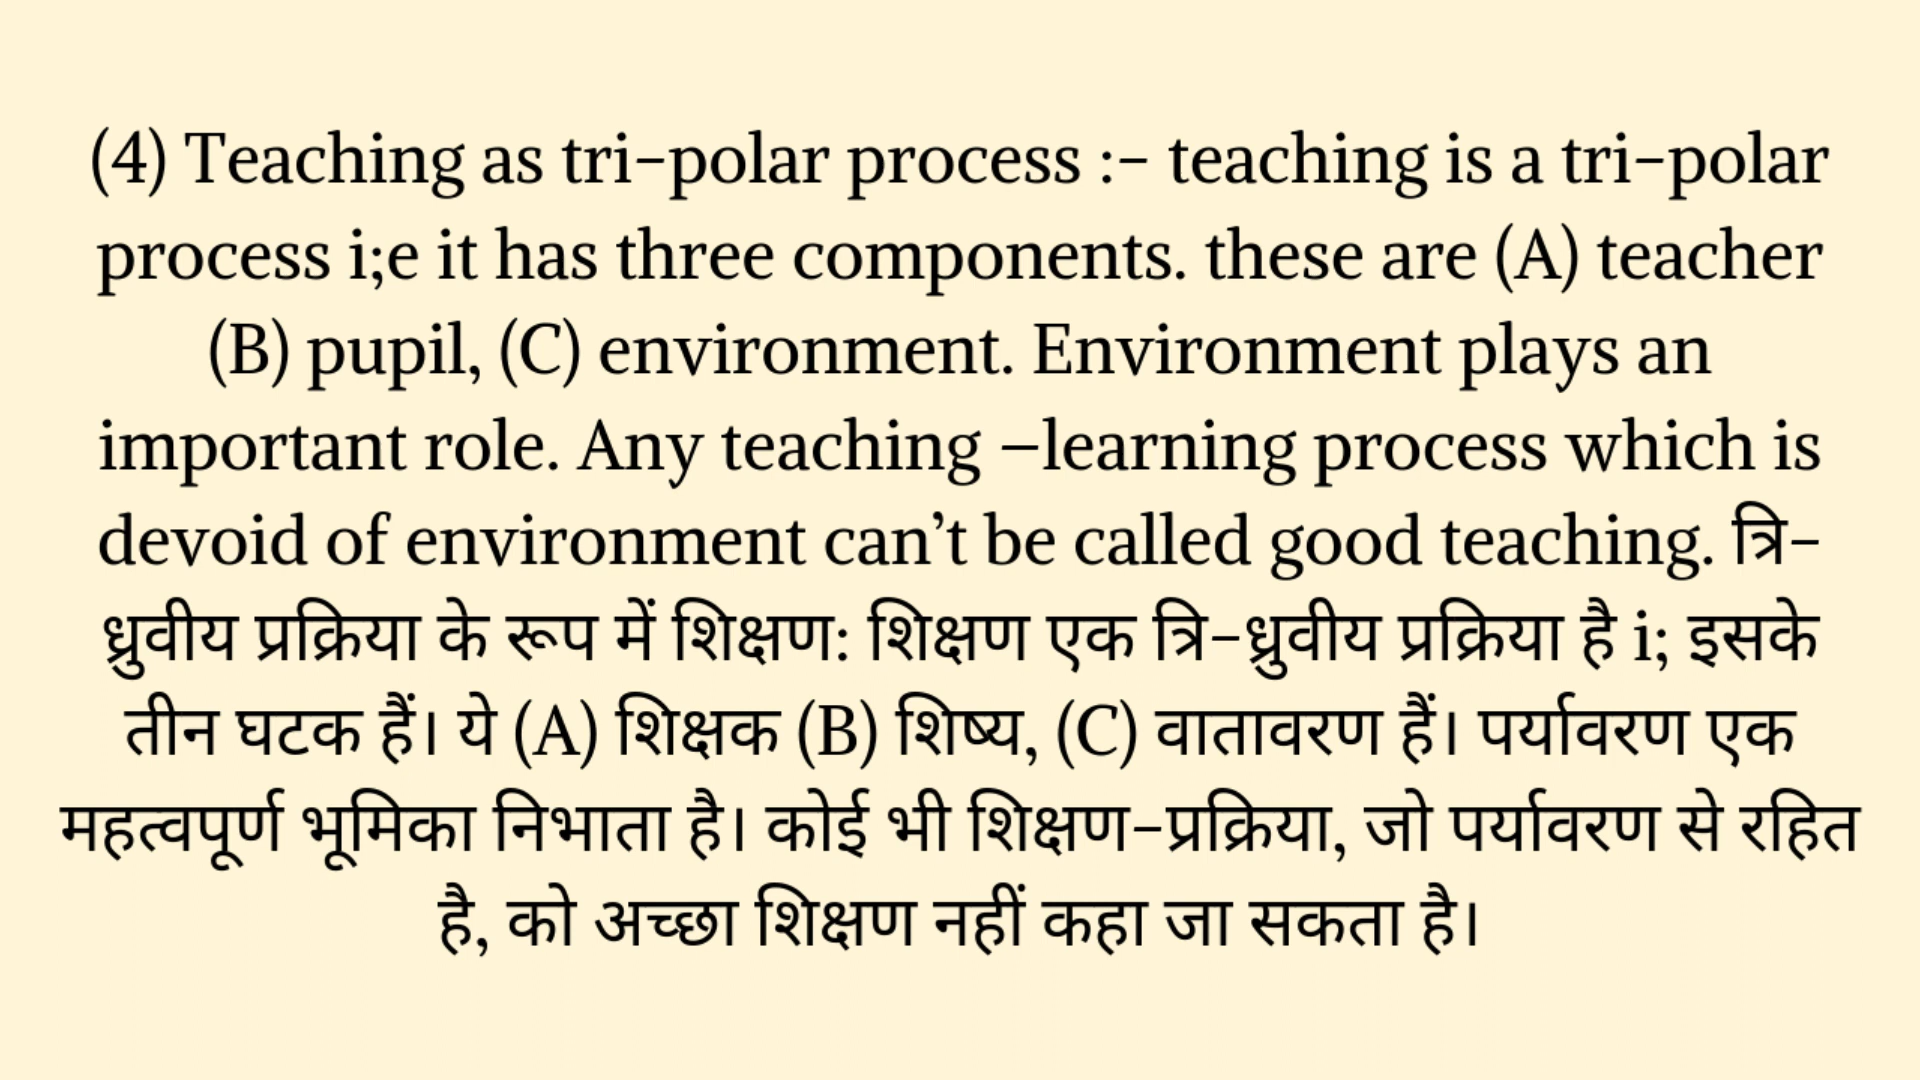 (4) Teaching as tri-polar process :- teaching is a tri-polar
process i;e it has three components. these are (A) teacher
(B) pupil, (C) environment. Environment plays an
important role. Any teaching –learning process which is
devoid of environment can’t be called good teaching. त्रि-
ध्रुवीय प्रक्रिया के रूप में शिक्षण: शिक्षण एक त्रि-ध्रुवीय प्रक्रिया है i; इसके
तीन घटक हैं। ये (A) शिक्षक (B) शिष्य, (C) वातावरण हैं। पर्यावरण एक
महत्वपूर्ण भूमिका निभाता है। कोई भी शिक्षण-प्रक्रिया, जो पर्यावरण से रहित
है, को अच्छा शिक्षण नहीं कहा जा सकता है।